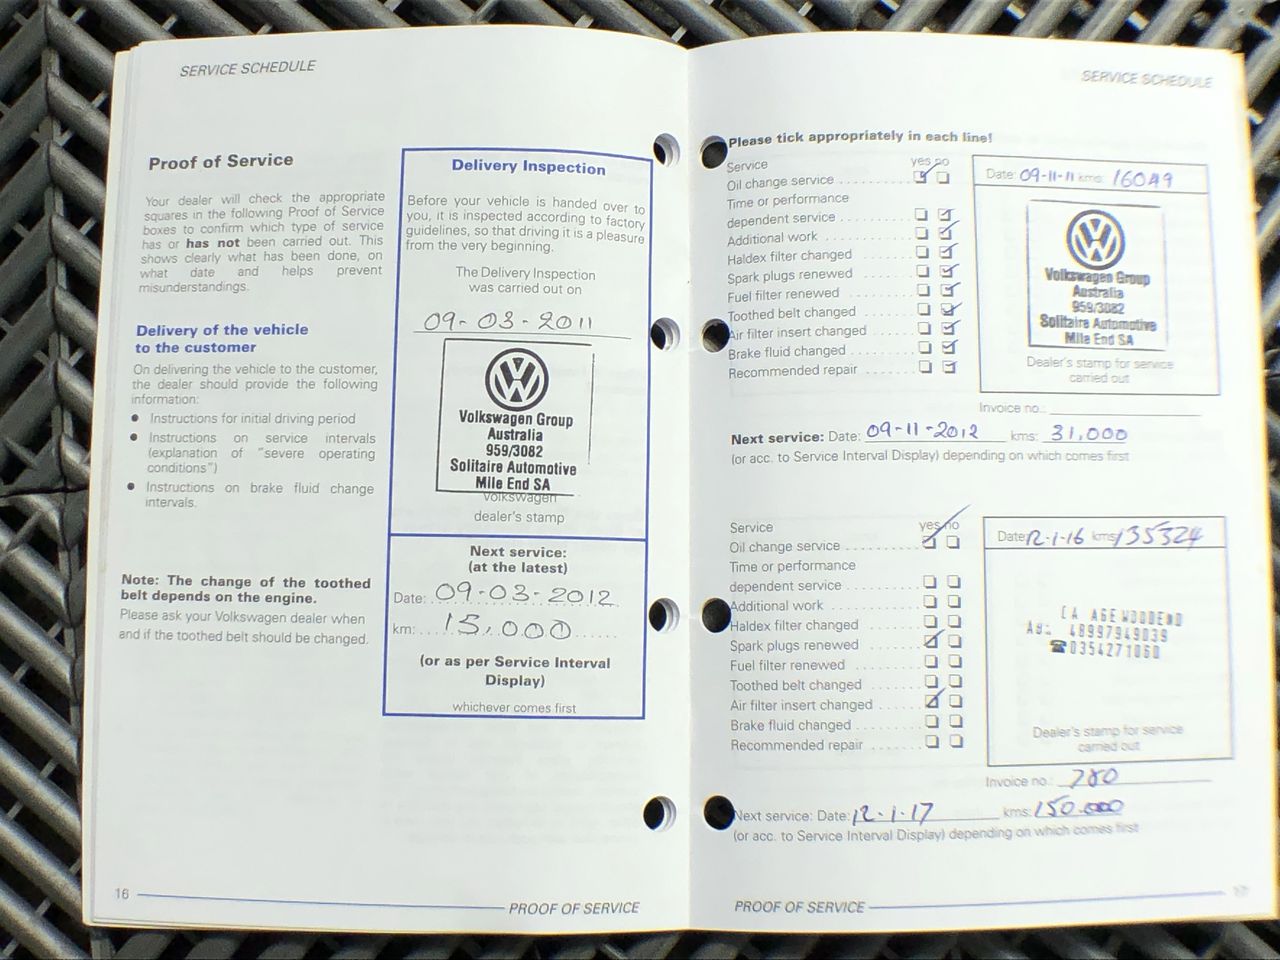 SERVICE SCHEDULE
Proof of Service
Your dealer will check the appropriate
squares in the following Proof of Service
boxes to confirm which type of service
has or has not been carried out. This
shows clearly what has been done, on
what date and helps prevent
misunderstandings.
Delivery of the vehicle
to the customer
On delivering the vehicle to the customer,
the dealer should provide the following
information:
● Instructions for initial driving period
● Instructions on service intervals
(explanation of "severe operating
conditions")
● Instructions on brake fluid change
intervals.
Note: The change of the toothed
belt depends on the engine.
Please ask your Volkswagen dealer when
and if the toothed belt should be changed.
Delivery Inspection
Before your vehicle is handed over to
you, it is inspected according to factory
guidelines, so that driving it is a pleasure
from the very beginning.
The Delivery Inspection
was carried out on
09-03-2011
Volkswagen Group
Australia
959/3082
Solitaire Automotive
Mile End SA
Volkswagen
dealer's stamp
Next service:
(at the latest)
Date: 09-03-2012
km: 15,000
(or as per Service Interval
Display)
whichever comes first
16
PROOF OF SERVICE
SERVICE SCHEDULE
Please tick appropriately in each line!
Service yes no
Oil change service
Time or performance
dependent service
Additional work
Haldex filter changed
Spark plugs renewed
Fuel filter renewed
Toothed belt changed
Air filter insert changed
Brake fluid changed
Recommended repair
Date: 09-11-11 kms: 16049
Volkswagen Group
Australia
959/3082
Solitaire Automotive
Mile End SA
Dealer's stamp for service
carried out
Invoice no.:
Next service: Date: 09-11-2012 kms: 31,000
(or acc. to Service Interval Display) depending on which comes first
Service yes no
Oil change service
Time or performance
dependent service
Additional work
Haldex filter changed
Spark plugs renewed
Fuel filter renewed
Toothed belt changed
Air filter insert changed
Brake fluid changed
Recommended repair
Date: 12-1-16 kms: 135324
CA AGE WOODEND
48997949039
☎0354271060
Dealer's stamp for service
carried out
Invoice no.: 780
Next service: Date: 12-1-17 kms: 150.000
(or acc. to Service Interval Display) depending on which comes first
PROOF OF SERVICE